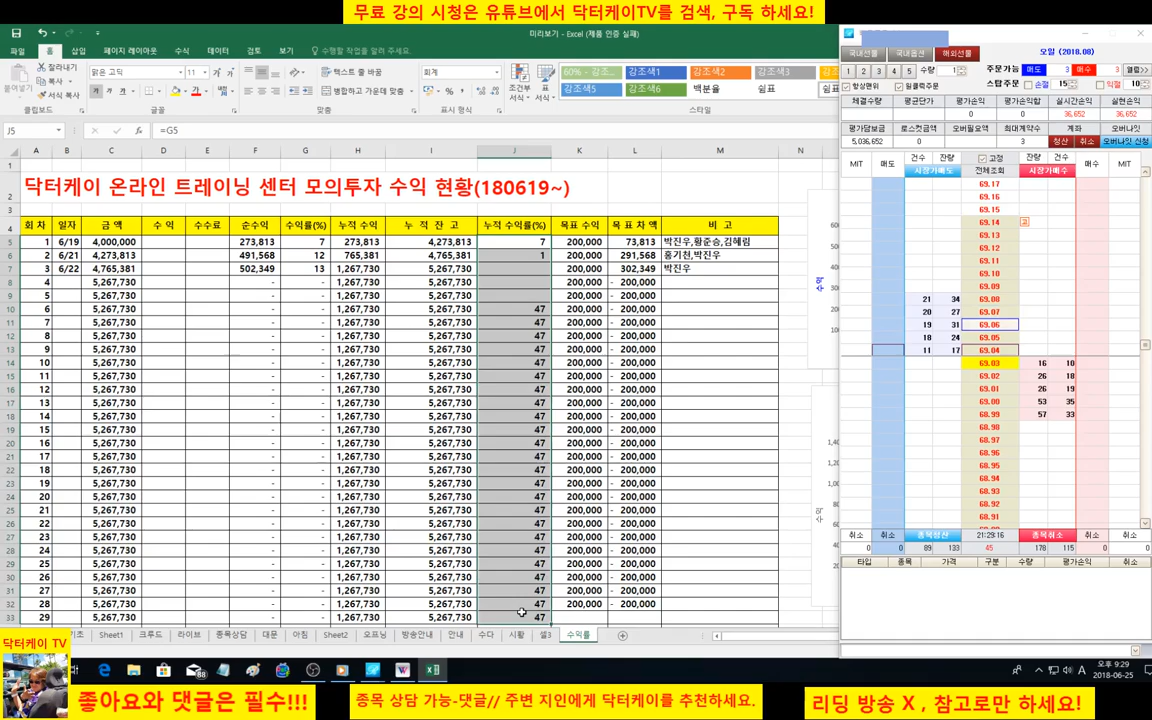 무료 강의 시청은 유튜브에서 닥터케이TV를 검색, 구독 하세요!
미리보기 - Excel (제품 인증 실패)
파일 홈 삽입 페이지 레이아웃 수식 데이터 검토 보기 수행할 작업을 알려 주세요.
잘라내기 복사 서식 복사 붙여넣기 클립보드
맑은 고딕 11 글꼴
텍스트 줄 바꿈 병합하고 가운데 맞춤 맞춤
회계 표시 형식
조건부 서식 표 서식
60% - 강조... 강조색1 강조색2 강조색3
강조색5 강조색6 백분율 쉼표
스타일
J5 =G5
A B C D E F G H I J K L M N
닥터케이 온라인 트레이닝 센터 모의투자 수익 현황(180619~)
회 차 일자 금 액 수 익 수수료 순수익 수익률(%) 누적 수익 누 적 잔 고 누적 수익률(%) 목표 수익 목 표 차 액 비 고
1 6/19 4,000,000 273,813 7 273,813 4,273,813 7 200,000 73,813 박진우,황준승,김혜림
2 6/21 4,273,813 491,568 12 765,381 4,765,381 1 200,000 291,568 홍기천,박진우
3 6/22 4,765,381 502,349 13 1,267,730 5,267,730 200,000 302,349 박진우
4 5,267,730 - - 1,267,730 5,267,730 200,000 - 200,000
5 5,267,730 - - 1,267,730 5,267,730 200,000 - 200,000
6 5,267,730 - - 1,267,730 5,267,730 47 200,000 - 200,000
7 5,267,730 - - 1,267,730 5,267,730 47 200,000 - 200,000
8 5,267,730 - - 1,267,730 5,267,730 47 200,000 - 200,000
9 5,267,730 - - 1,267,730 5,267,730 47 200,000 - 200,000
10 5,267,730 - - 1,267,730 5,267,730 47 200,000 - 200,000
11 5,267,730 - - 1,267,730 5,267,730 47 200,000 - 200,000
12 5,267,730 - - 1,267,730 5,267,730 47 200,000 - 200,000
13 5,267,730 - - 1,267,730 5,267,730 47 200,000 - 200,000
14 5,267,730 - - 1,267,730 5,267,730 47 200,000 - 200,000
15 5,267,730 - - 1,267,730 5,267,730 47 200,000 - 200,000
16 5,267,730 - - 1,267,730 5,267,730 47 200,000 - 200,000
17 5,267,730 - - 1,267,730 5,267,730 47 200,000 - 200,000
18 5,267,730 - - 1,267,730 5,267,730 47 200,000 - 200,000
19 5,267,730 - - 1,267,730 5,267,730 47 200,000 - 200,000
20 5,267,730 - - 1,267,730 5,267,730 47 200,000 - 200,000
21 5,267,730 - - 1,267,730 5,267,730 47 200,000 - 200,000
22 5,267,730 - - 1,267,730 5,267,730 47 200,000 - 200,000
23 5,267,730 - - 1,267,730 5,267,730 47 200,000 - 200,000
24 5,267,730 - - 1,267,730 5,267,730 47 200,000 - 200,000
25 5,267,730 - - 1,267,730 5,267,730 47 200,000 - 200,000
26 5,267,730 - - 1,267,730 5,267,730 47 200,000 - 200,000
27 5,267,730 - - 1,267,730 5,267,730 47 200,000 - 200,000
28 5,267,730 - - 1,267,730 5,267,730 47 200,000 - 200,000
29 5,267,730 - - 1,267,730 5,267,730 47
기초 Sheet1 크루드 라이브 종목상담 대문 아침 Sheet2 오프닝 방송안내 안내 수다 시황 셀3 수익률
국내선물 국내옵션 해외선물 오일 (2018.08)
1 2 3 4 5 수량 1 주문가능 매도 3 매수 3 열림>>
항상맨위 일클릭주문 스탑주문 손절 15 익절 10
체결수량 평균단가 평가손익 평가손익합 실시간손익 실현손익
0 0 36,652 36,652
평가담보금 로스컷금액 오버필요액 최대계약수 계좌 오버나잇
5,036,652 0 3 청산 취소 오버나잇 신청
MIT 매도 건수 잔량 고정 잔량 건수 매수 MIT
시장가매도 전체조회 시장가매수
69.17
69.16
69.15
69.14 고
69.13
69.12
69.11
69.10
69.09
21 34 69.08
20 27 69.07
19 31 69.06
18 24 69.05
11 17 69.04
69.03 16 10
69.02 26 18
69.01 26 19
69.00 53 35
68.99 57 33
68.98
68.97
68.96
68.95
68.94
68.93
68.92
68.91
취소 취소 종목청산 21:29:16 종목취소 취소 취소
0 0 89 133 45 178 115 0 0
타입 종목 가격 구분 수량 평가손익 취소
오후 9:29
2018-06-25
닥터케이 TV
좋아요와 댓글은 필수!!!
종목 상담 가능-댓글// 주변 지인에게 닥터케이를 추천하세요.
리딩 방송 X , 참고로만 하세요!